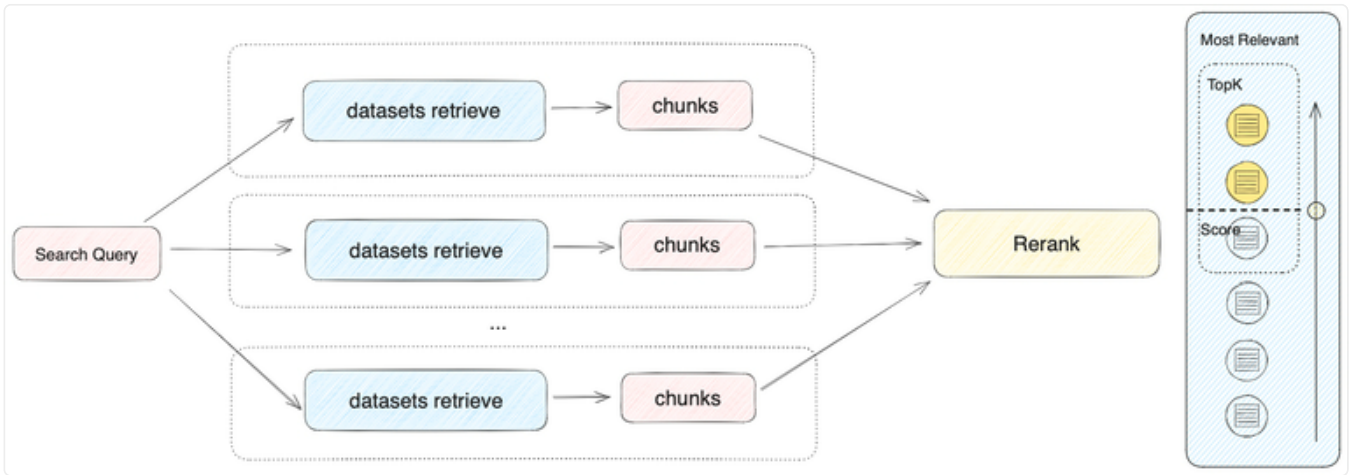 Search Query
datasets retrieve
chunks
datasets retrieve
chunks
...
datasets retrieve
chunks
Rerank
Most Relevant
TopK
Score